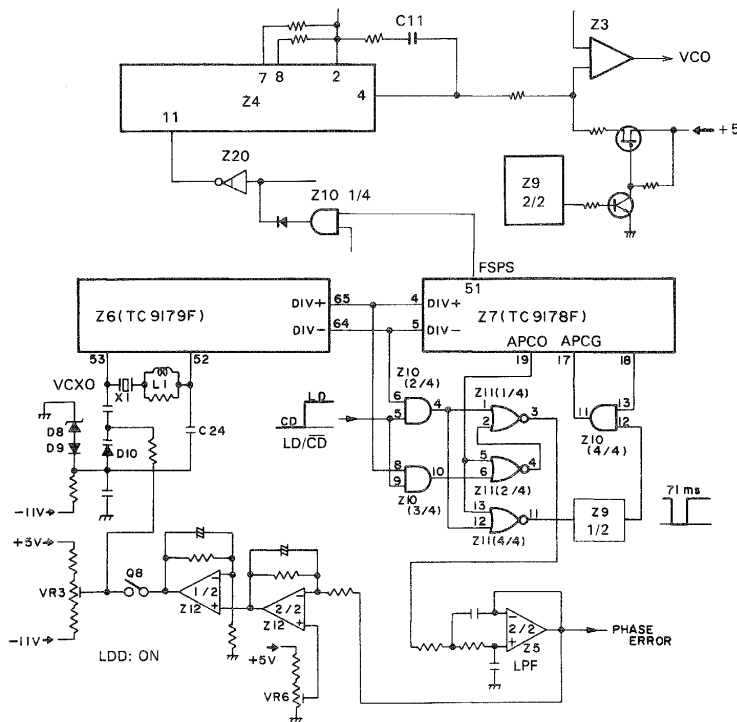 C11
Z3
VCO
7 8 2
Z4
4
11
+5
Z20
Z10 1/4
Z9
2/2
FSPS
51
Z6 (TC9179F)
DIV+
65
4
DIV+
DIV-
64
5
DIV-
Z7 (TC9178F)
APCO APCG
53
52
19
17
18
VCXO
X1
L1
Z10
(2/4)
6
5
4
Z11(1/4)
1
2
3
11
13
12
Z10
(4/4)
LD
CD
LD/CD
D8
D9
D10
C24
8
9
10
Z10
(3/4)
5
6
4
Z11(2/4)
13
12
11
Z11(4/4)
Z9
1/2
71 ms
-11V
+5V
VR3
-11V
Q8
LDD: ON
1/2
-
+
Z12
2/2
-
+
Z12
+5V
VR6
2/2
-
+
Z5
LPF
PHASE
ERROR